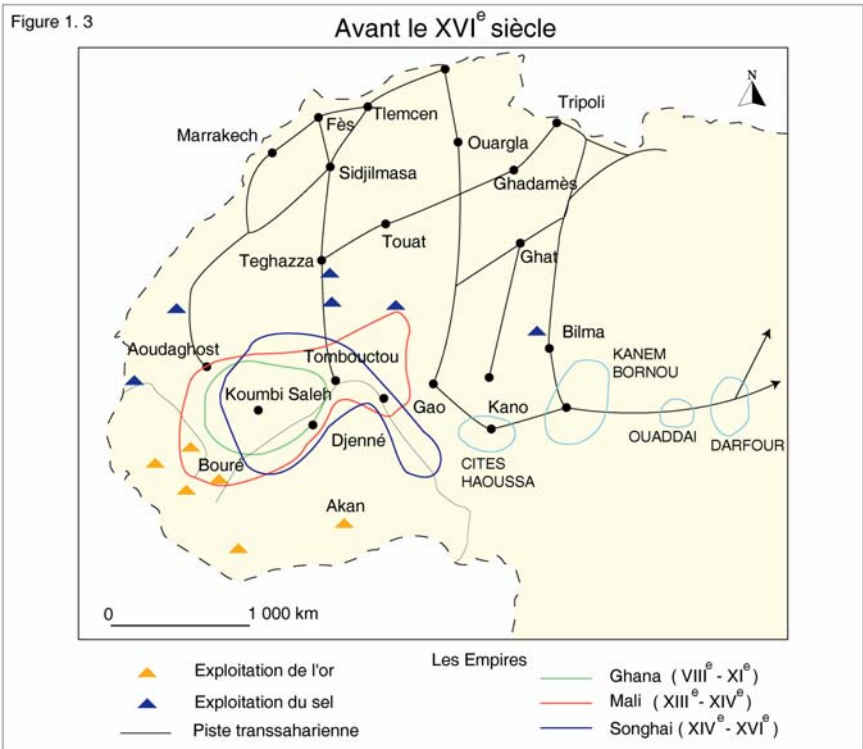 Figure 1. 3
Avant le XVIe siècle
N
Tripoli
Tlemcen
Fès
Marrakech
Ouargla
Sidjilmasa
Ghadamès
Touat
Teghazza
Ghat
Bilma
Aoudaghost
Tombouctou
KANEM
BORNOU
Koumbi Saleh
Gao
Kano
Djenné
OUADDAI
DARFOUR
Bouré
CITES
HAOUSSA
Akan
0 1 000 km
Les Empires
Exploitation de l'or
Ghana ( VIIIe - XIe )
Exploitation du sel
Mali ( XIIIe - XIVe )
Piste transsaharienne
Songhai ( XIVe - XVIe )